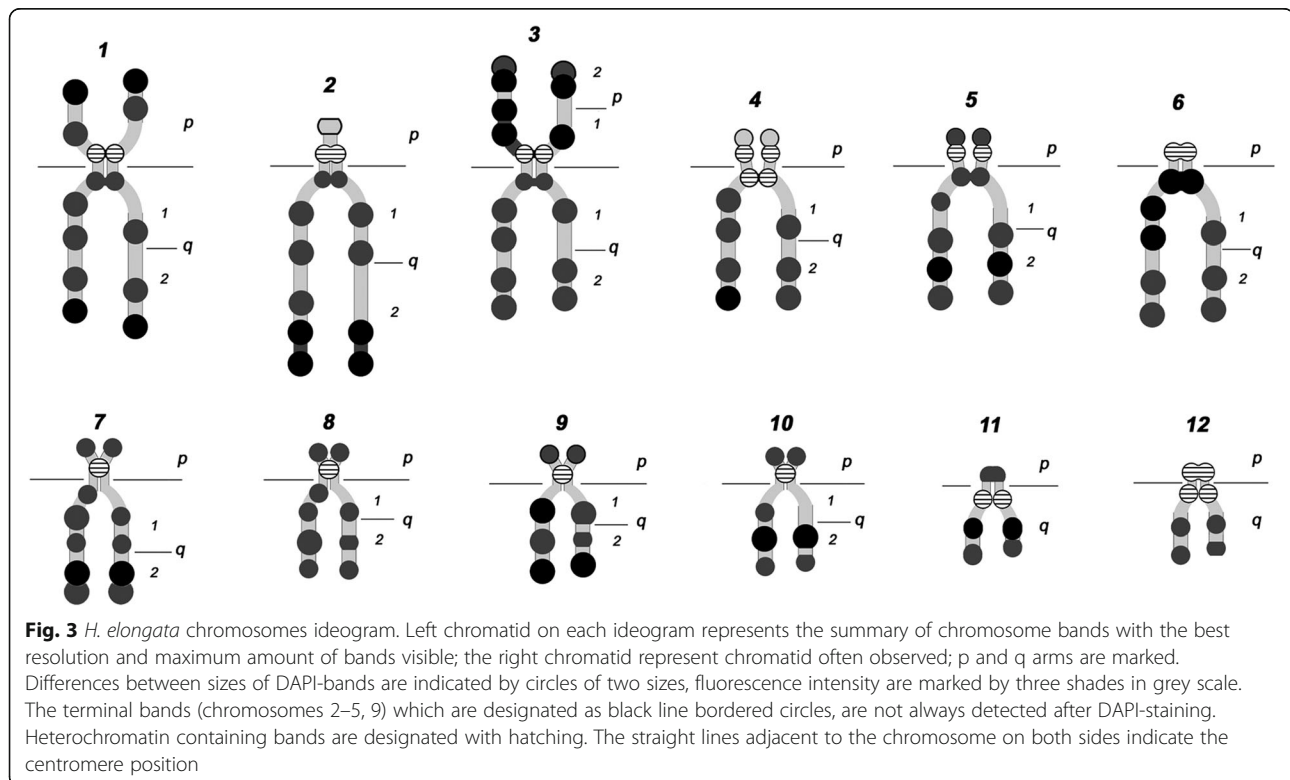 1 2 3 4 5 6
p p 2 p 1 p p p
1 q 2 1 q 2 1 q 2 1 q 2 1 q 2 1 q 2
7 8 9 10 11 12
p p p p p p
1 q 2 1 q 2 1 q 2 1 q 2 q q
Fig. 3 H. elongata chromosomes ideogram. Left chromatid on each ideogram represents the summary of chromosome bands with the best
resolution and maximum amount of bands visible; the right chromatid represent chromatid often observed; p and q arms are marked.
Differences between sizes of DAPI-bands are indicated by circles of two sizes, fluorescence intensity are marked by three shades in grey scale.
The terminal bands (chromosomes 2–5, 9) which are designated as black line bordered circles, are not always detected after DAPI-staining.
Heterochromatin containing bands are designated with hatching. The straight lines adjacent to the chromosome on both sides indicate the
centromere position